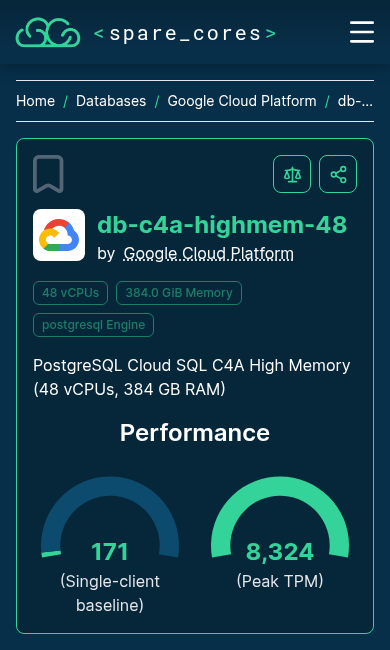 <spare_cores>
Home / Databases / Google Cloud Platform / db-...
db-c4a-highmem-48
by Google Cloud Platform
48 vCPUs 384.0 GiB Memory
postgresql Engine
PostgreSQL Cloud SQL C4A High Memory
(48 vCPUs, 384 GB RAM)
Performance
171 8,324
(Single-client (Peak TPM)
baseline)